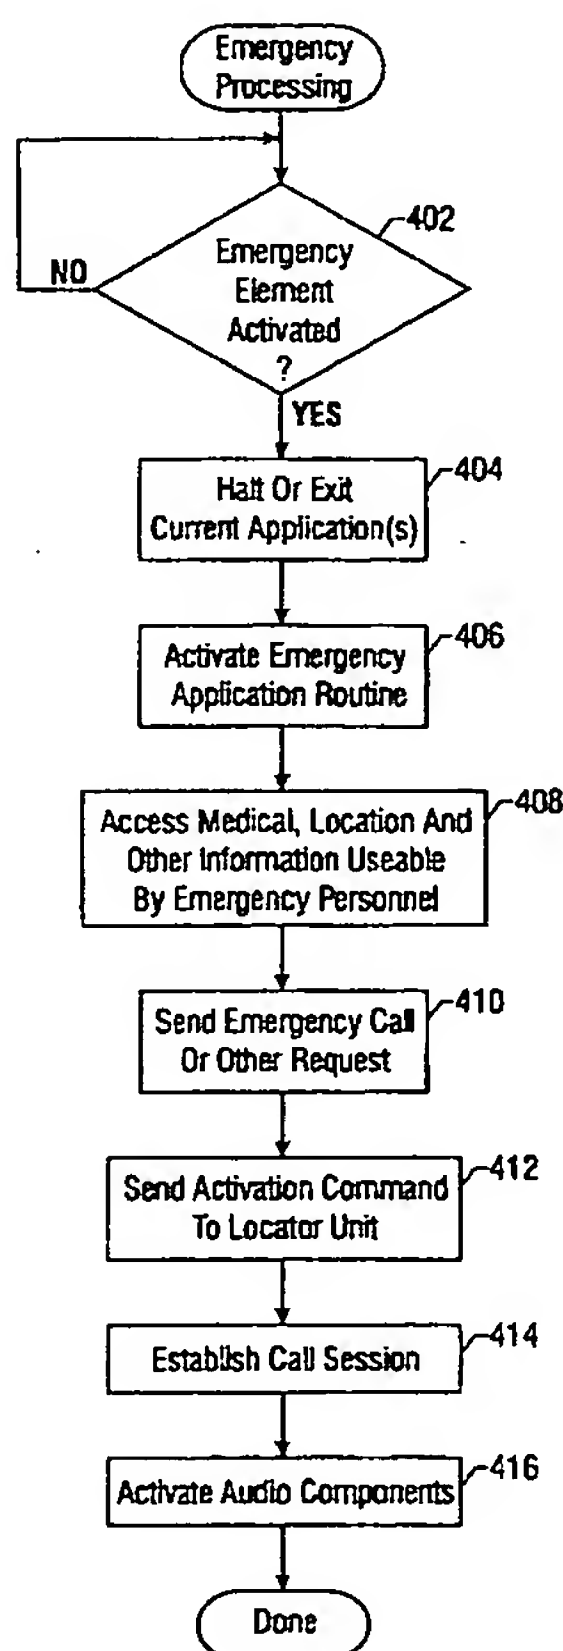 Emergency
Processing
402
Emergency
Element
Activated
?
NO
YES
404
Halt Or Exit
Current Application(s)
406
Activate Emergency
Application Routine
408
Access Medical, Location And
Other Information Useable
By Emergency Personnel
410
Send Emergency Call
Or Other Request
412
Send Activation Command
To Locator Unit
414
Establish Call Session
416
Activate Audio Components
Done